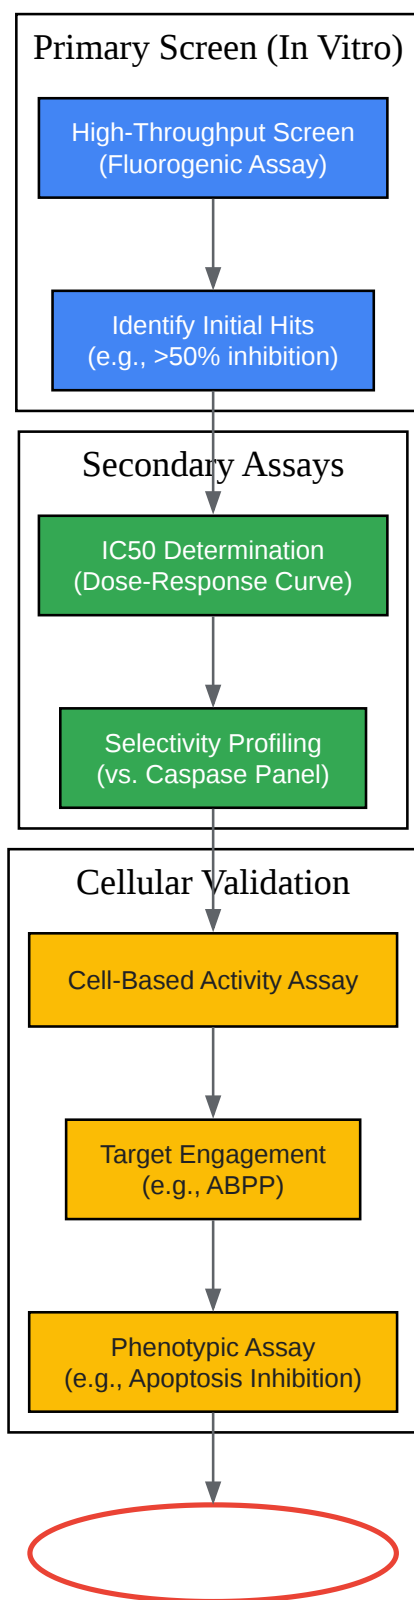 Primary Screen (In Vitro)
High-Throughput Screen
(Fluorogenic Assay)
Identify Initial Hits
(e.g., >50% inhibition)
Secondary Assays
IC50 Determination
(Dose-Response Curve)
Selectivity Profiling
(vs. Caspase Panel)
Cellular Validation
Cell-Based Activity Assay
Target Engagement
(e.g., ABPP)
Phenotypic Assay
(e.g., Apoptosis Inhibition)